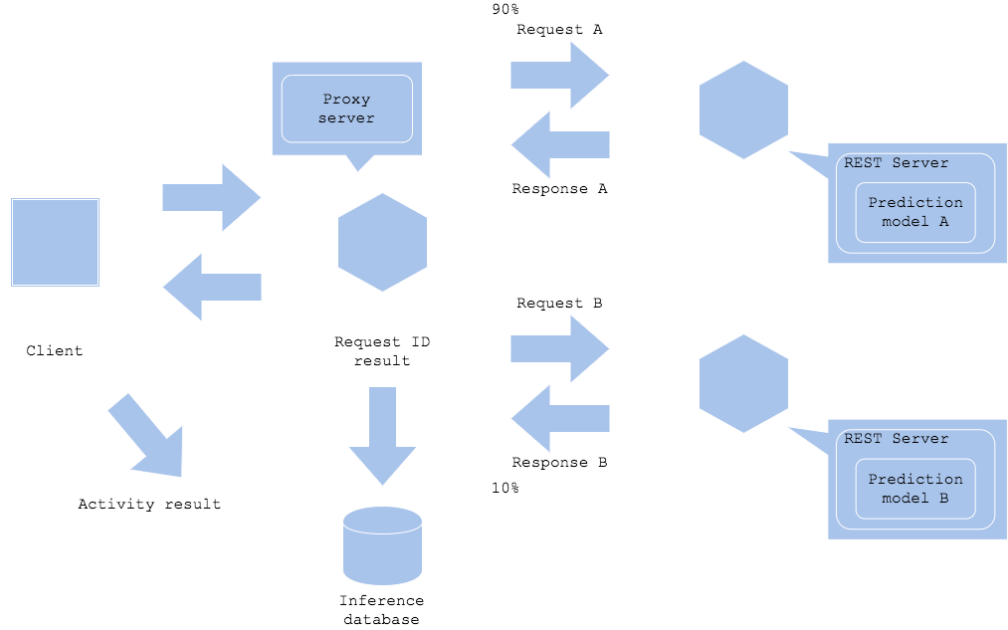 90%
Request A
Proxy
server
Response A
REST Server
Prediction
model A
Client
Request ID
result
Request B
Response B
10%
REST Server
Prediction
model B
Activity result
Inference
database